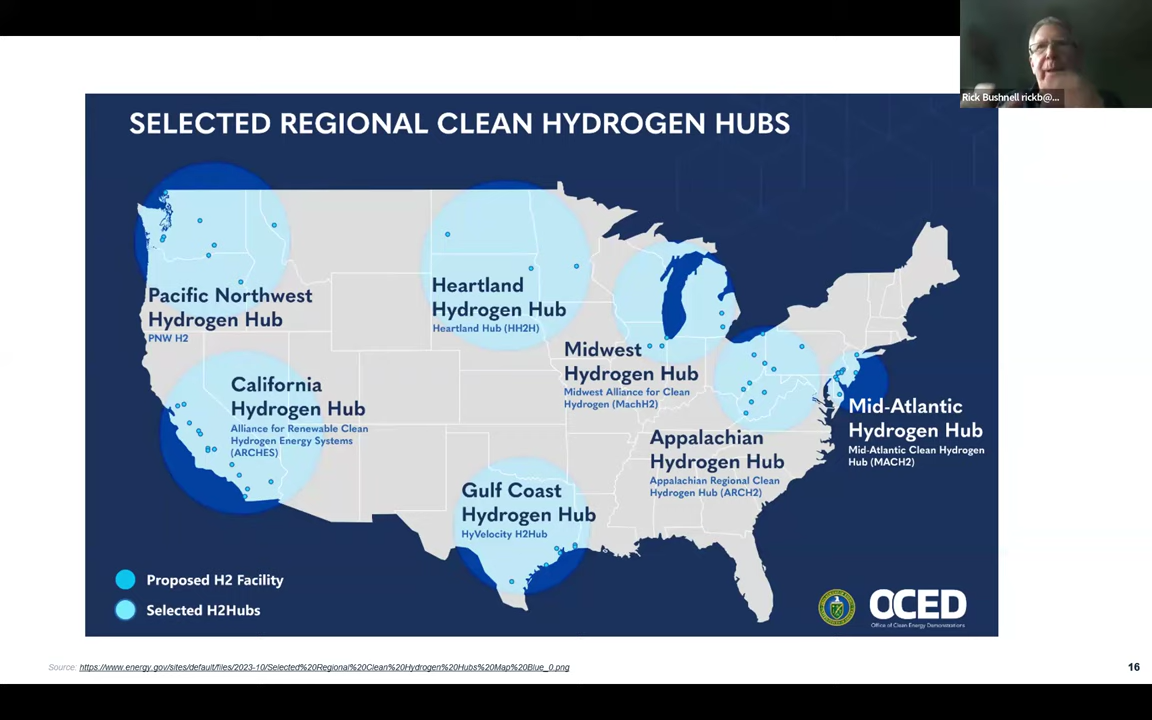 Rick Bushnell rickb@...
SELECTED REGIONAL CLEAN HYDROGEN HUBS
Pacific Northwest
Hydrogen Hub
PNW H2
Heartland
Hydrogen Hub
Heartland Hub (HH2H)
Midwest
Hydrogen Hub
Midwest Alliance for Clean
Hydrogen (MachH2)
California
Hydrogen Hub
Alliance for Renewable Clean
Hydrogen Energy Systems
(ARCHES)
Mid-Atlantic
Hydrogen Hub
Mid-Atlantic Clean Hydrogen
Hub (MACH2)
Appalachian
Hydrogen Hub
Appalachian Regional Clean
Hydrogen Hub (ARCH2)
Gulf Coast
Hydrogen Hub
HyVelocity H2Hub
Proposed H2 Facility
Selected H2Hubs
OCED
Office of Clean Energy Demonstrations
Source: https://www.energy.gov/sites/default/files/2023-10/Selected%20Regional%20Clean%20Hydrogen%20Hubs%20Map%20Blue_0.png
16